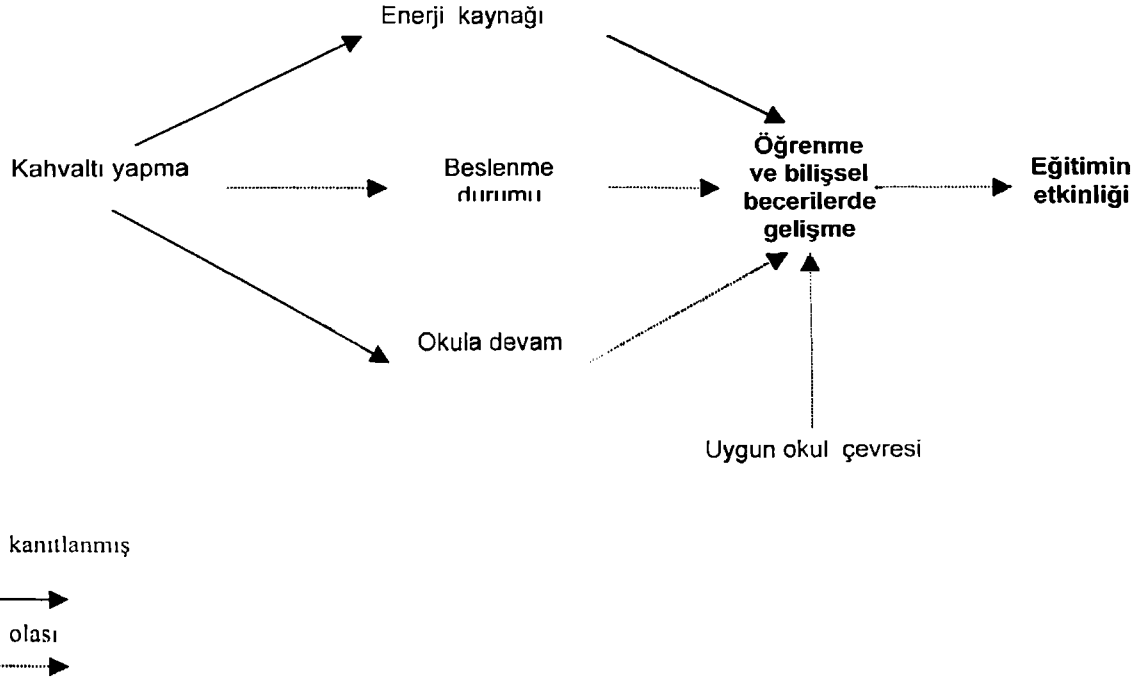 Enerji kaynağı
Kahvaltı yapma
Beslenme
durumu
Öğrenme
ve bilişsel
becerilerde
gelişme
Eğitimin
etkinliği
Okula devam
Uygun okul çevresi
kanıtlanmış
olası